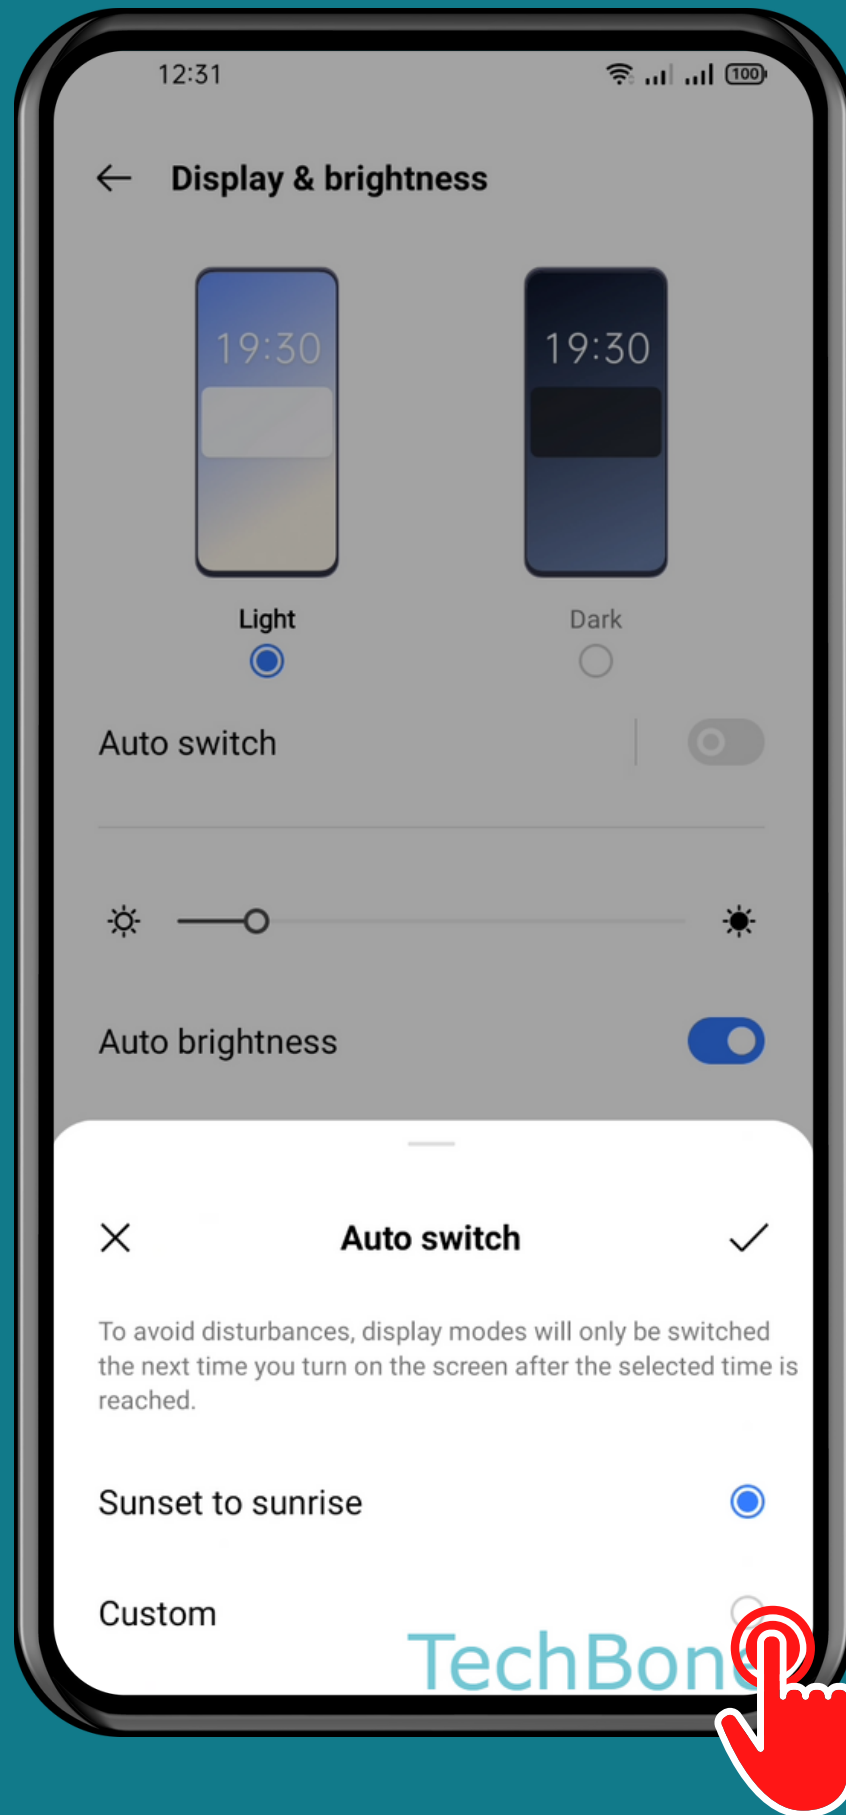 12:31
100
Display & brightness
19:30
19:30
Light
Dark
Auto switch
Auto brightness
Auto switch
To avoid disturbances, display modes will only be switched
the next time you turn on the screen after the selected time is
reached.
Sunset to sunrise
Custom
TechBon